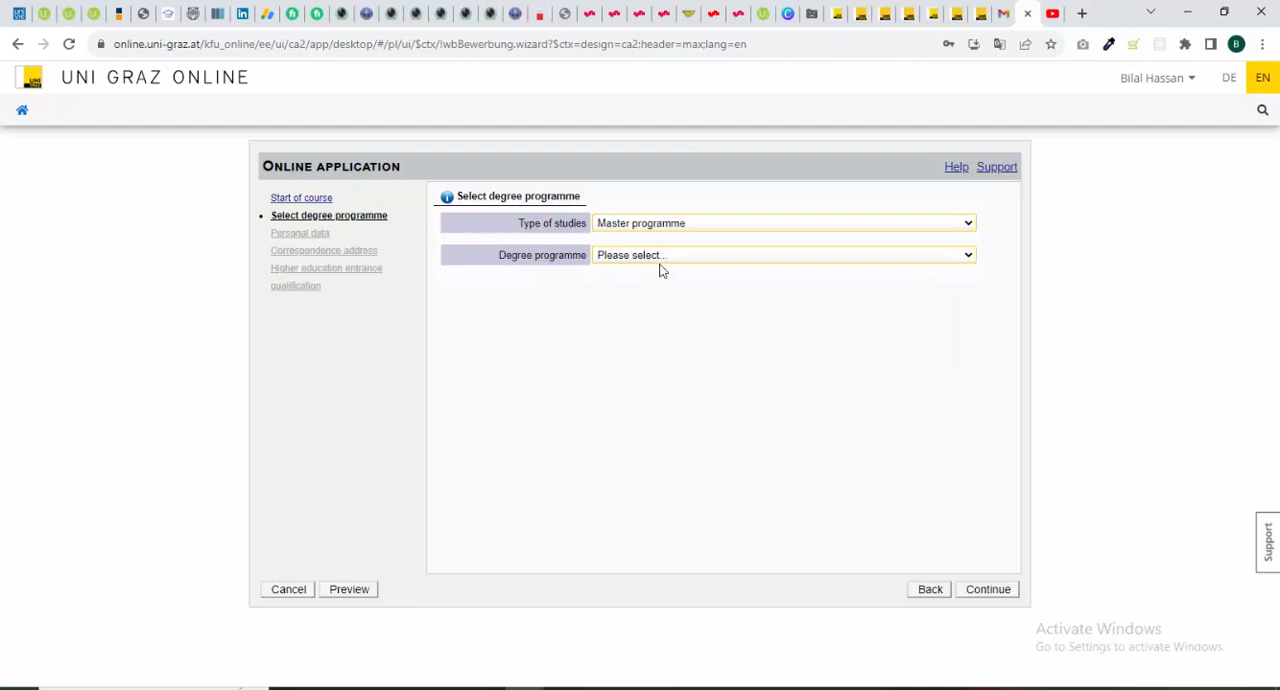 online.uni-graz.at/kfu_online/ee/ui/ca2/app/desktop/#/pl/ui/$ctx/lwbBewerbung.wizard?$ctx=design=ca2;header=max;lang=en
UNI GRAZ ONLINE
Bilal Hassan
DE
EN
ONLINE APPLICATION
Help
Support
Start of course
Select degree programme
Personal data
Correspondence address
Higher education entrance
qualification
Select degree programme
Type of studies
Master programme
Degree programme
Please select...
Support
Cancel
Preview
Back
Continue
Activate Windows
Go to Settings to activate Windows.